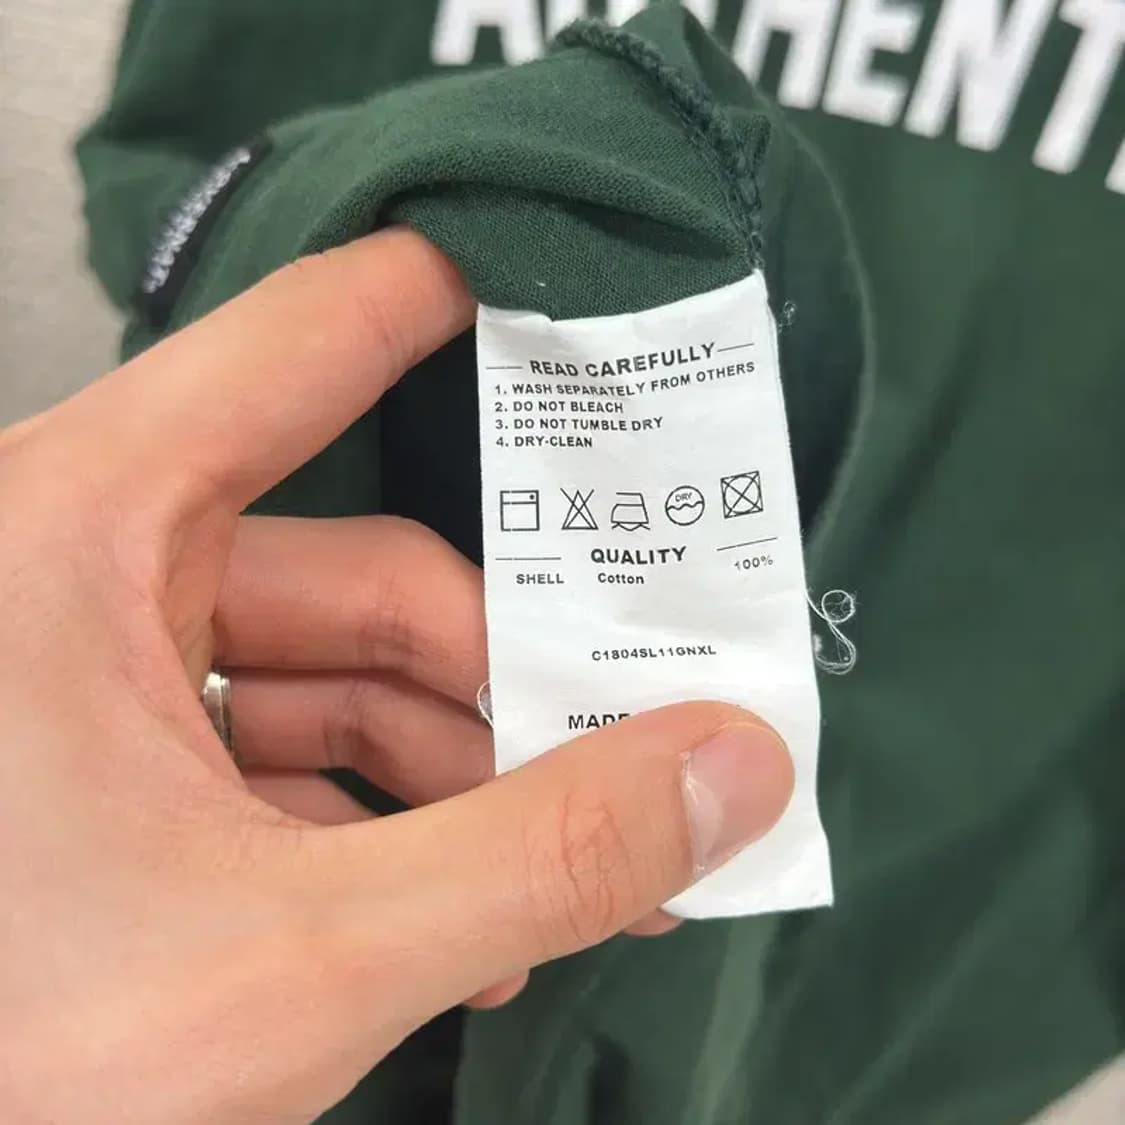 READ CAREFULLY
1. WASH SEPARATELY FROM OTHERS
2. DO NOT BLEACH
3. DO NOT TUMBLE DRY
4. DRY-CLEAN
DRY
QUALITY
SHELL Cotton 100%
C1804SL11GNXL
MADE